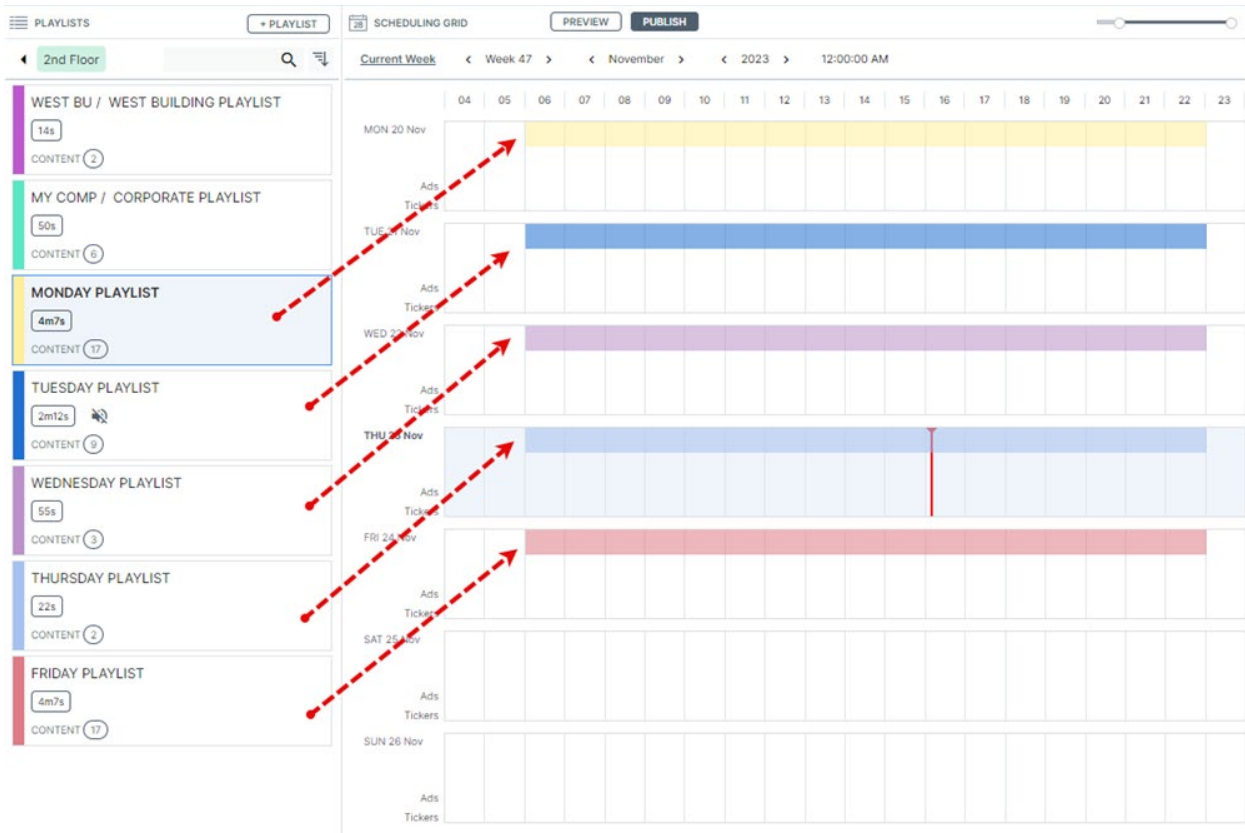 PLAYLISTS
+ PLAYLIST
2nd Floor
WEST BU / WEST BUILDING PLAYLIST
14s
CONTENT 2
MY COMP / CORPORATE PLAYLIST
50s
CONTENT 6
MONDAY PLAYLIST
4m7s
CONTENT 17
TUESDAY PLAYLIST
2m12s
CONTENT 9
WEDNESDAY PLAYLIST
55s
CONTENT 3
THURSDAY PLAYLIST
22s
CONTENT 2
FRIDAY PLAYLIST
4m7s
CONTENT 17
28 SCHEDULING GRID PREVIEW PUBLISH
Current Week < Week 47 > < November > < 2023 > 12:00:00 AM
04 05 06 07 08 09 10 11 12 13 14 15 16 17 18 19 20 21 22 23
MON 20 Nov
Ads
Tickers
TUE 21 Nov
Ads
Tickers
WED 22 Nov
Ads
Tickers
THU 23 Nov
Ads
Tickers
FRI 24 Nov
Ads
Tickers
SAT 25 Nov
Ads
Tickers
SUN 26 Nov
Ads
Tickers